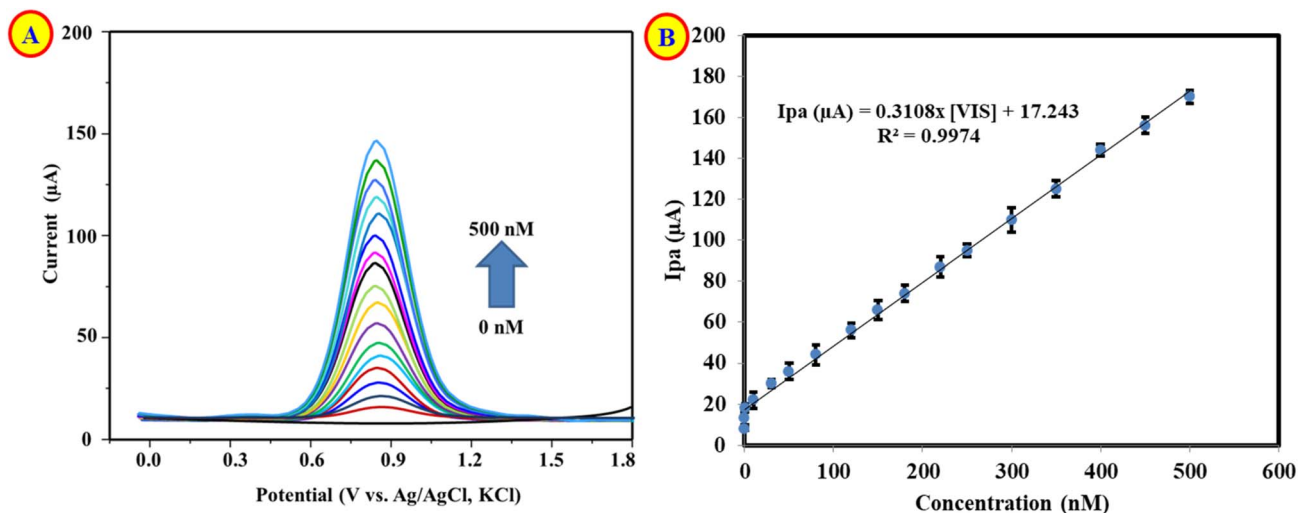 A
200
150
100
50
0
Current (µA)
500 nM
0 nM
0.0 0.3 0.6 0.9 1.2 1.5 1.8
Potential (V vs. Ag/AgCl, KCl)
B
200
180
160
140
120
100
80
60
40
20
0
Ipa (µA)
Ipa (µA) = 0.3108x [VIS] + 17.243
R² = 0.9974
0 100 200 300 400 500 600
Concentration (nM)